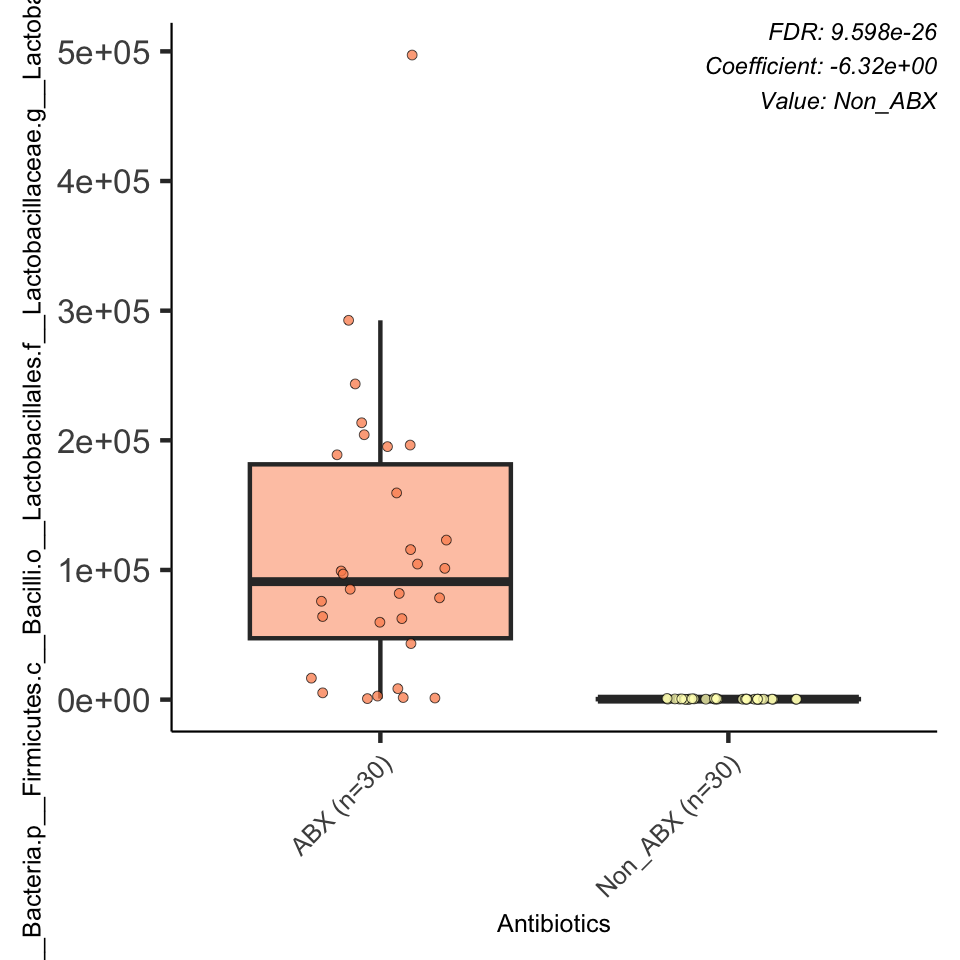 FDR: 9.598e-26
Coefficient: -6.32e+00
Value: Non_ABX
__Bacteria.p__Firmicutes.c__Bacilli.o__Lactobacillales.f__Lactobacillaceae.g__Lactoba
5e+05
4e+05
3e+05
2e+05
1e+05
0e+00
ABX (n=30)
Non_ABX (n=30)
Antibiotics